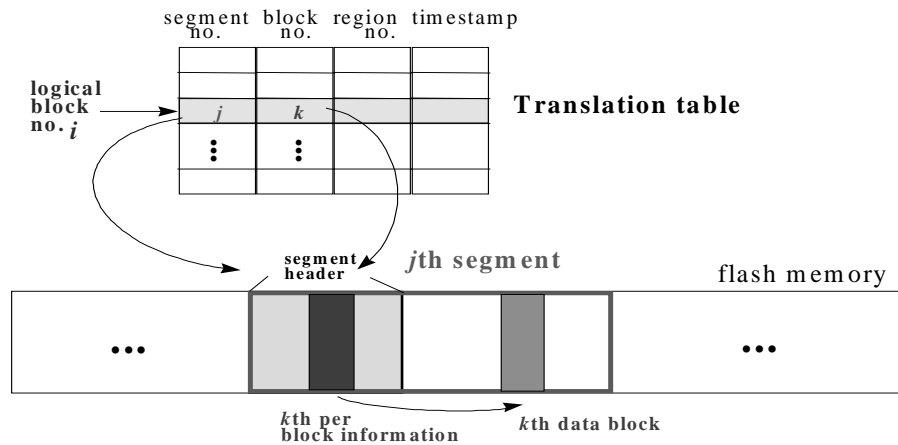 segment block region timestamp
no. no. no.
logical
block
no. i
j k
Translation table
segment
header
jth segment
flash memory
kth per
block information
kth data block